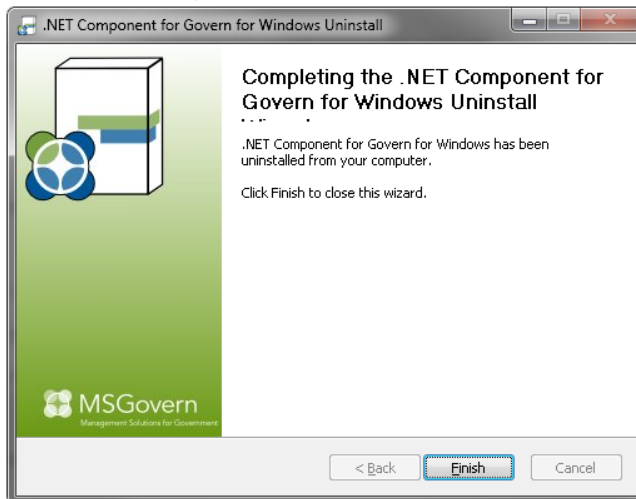 .NET Component for Govern for Windows Uninstall
Completing the .NET Component for
Govern for Windows Uninstall
.NET Component for Govern for Windows has been
uninstalled from your computer.
Click Finish to close this wizard.
MSGovern
Management Solutions for Government
< Back
Finish
Cancel